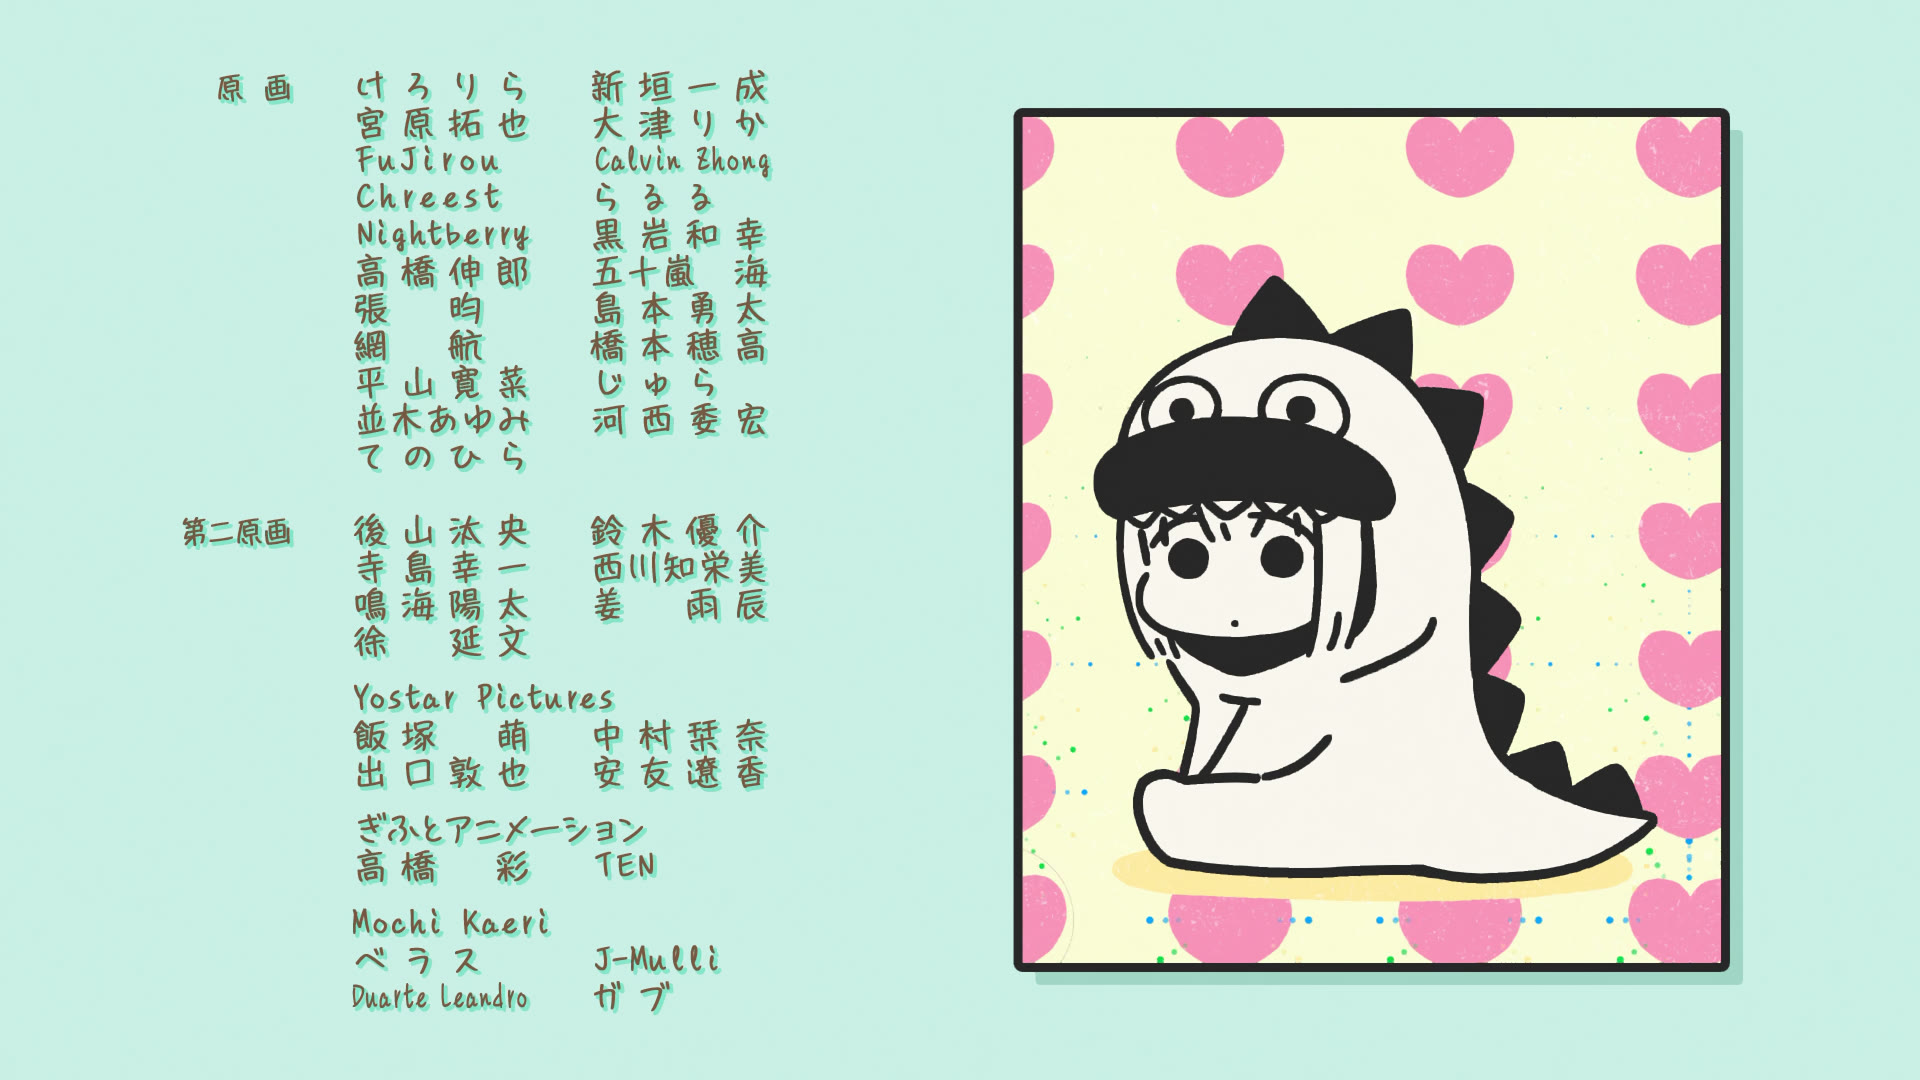 原画 けろりら 新垣一成
宮原拓也 大津りか
FuJirou Calvin Zhong
Chreest らるる
Nightberry 黒岩和幸
高橋伸郎 五十嵐 海
張 昀 島本勇太
網 航 橋本穂高
平山寛菜 じゅら
並木あゆみ 河西委宏
てのひら
第二原画 後山汰央 鈴木優介
寺島幸一 西川知栄美
鳴海陽太 姜 雨辰
徐 延文
Yostar Pictures
飯塚 萌 中村栞奈
出口敦也 安友遼香
ぎふとアニメーション
高橋 彩 TEN
Mochi Kaeri
ベラス J-Mulli
Duarte Leandro ガブ